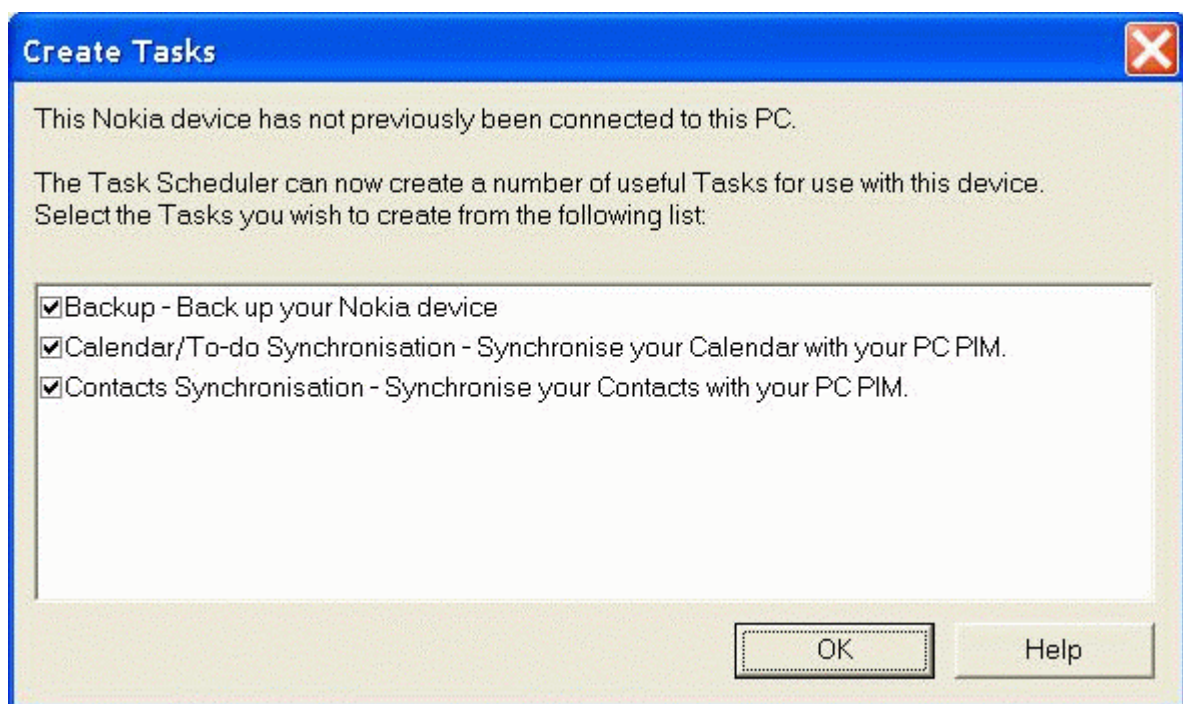 Create Tasks
This Nokia device has not previously been connected to this PC.
The Task Scheduler can now create a number of useful Tasks for use with this device.
Select the Tasks you wish to create from the following list:
Backup - Back up your Nokia device
Calendar/To-do Synchronisation - Synchronise your Calendar with your PC PIM.
Contacts Synchronisation - Synchronise your Contacts with your PC PIM.
OK Help